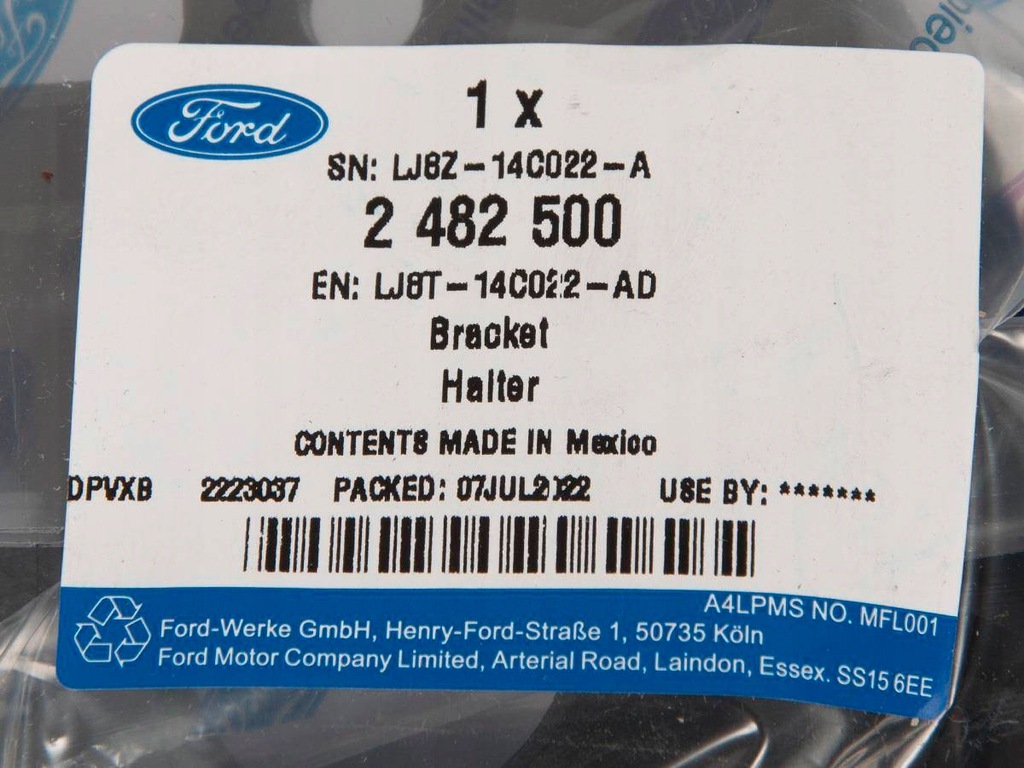 Ford
1 x
SN: LJ8Z-14C022-A
2 482 500
EN: LJ8T-14C022-AD
Bracket
Halter
CONTENTS MADE IN Mexico
DPVXB 2223037 PACKED: 07JUL2022 USE BY: *******
A4LPMS NO. MFL001
Ford-Werke GmbH, Henry-Ford-Straße 1, 50735 Köln
Ford Motor Company Limited, Arterial Road, Laindon, Essex. SS15 6EE